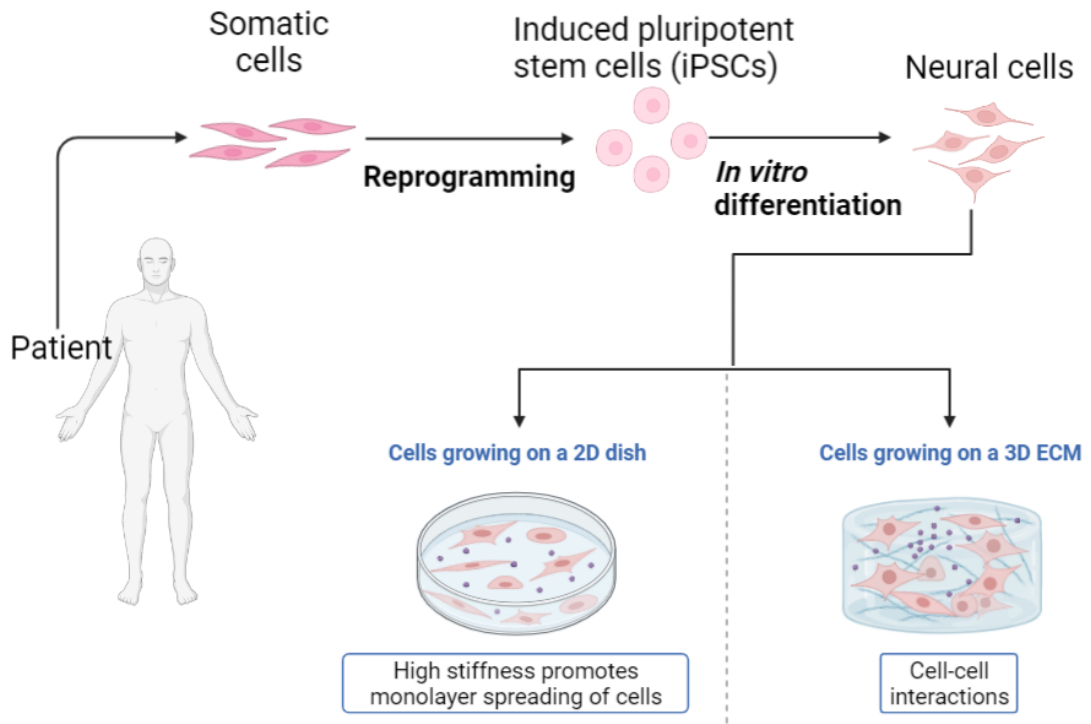 Somatic
cells
Induced pluripotent
stem cells (iPSCs)
Neural cells
Reprogramming
In vitro
differentiation
Patient
Cells growing on a 2D dish
Cells growing on a 3D ECM
High stiffness promotes
monolayer spreading of cells
Cell-cell
interactions